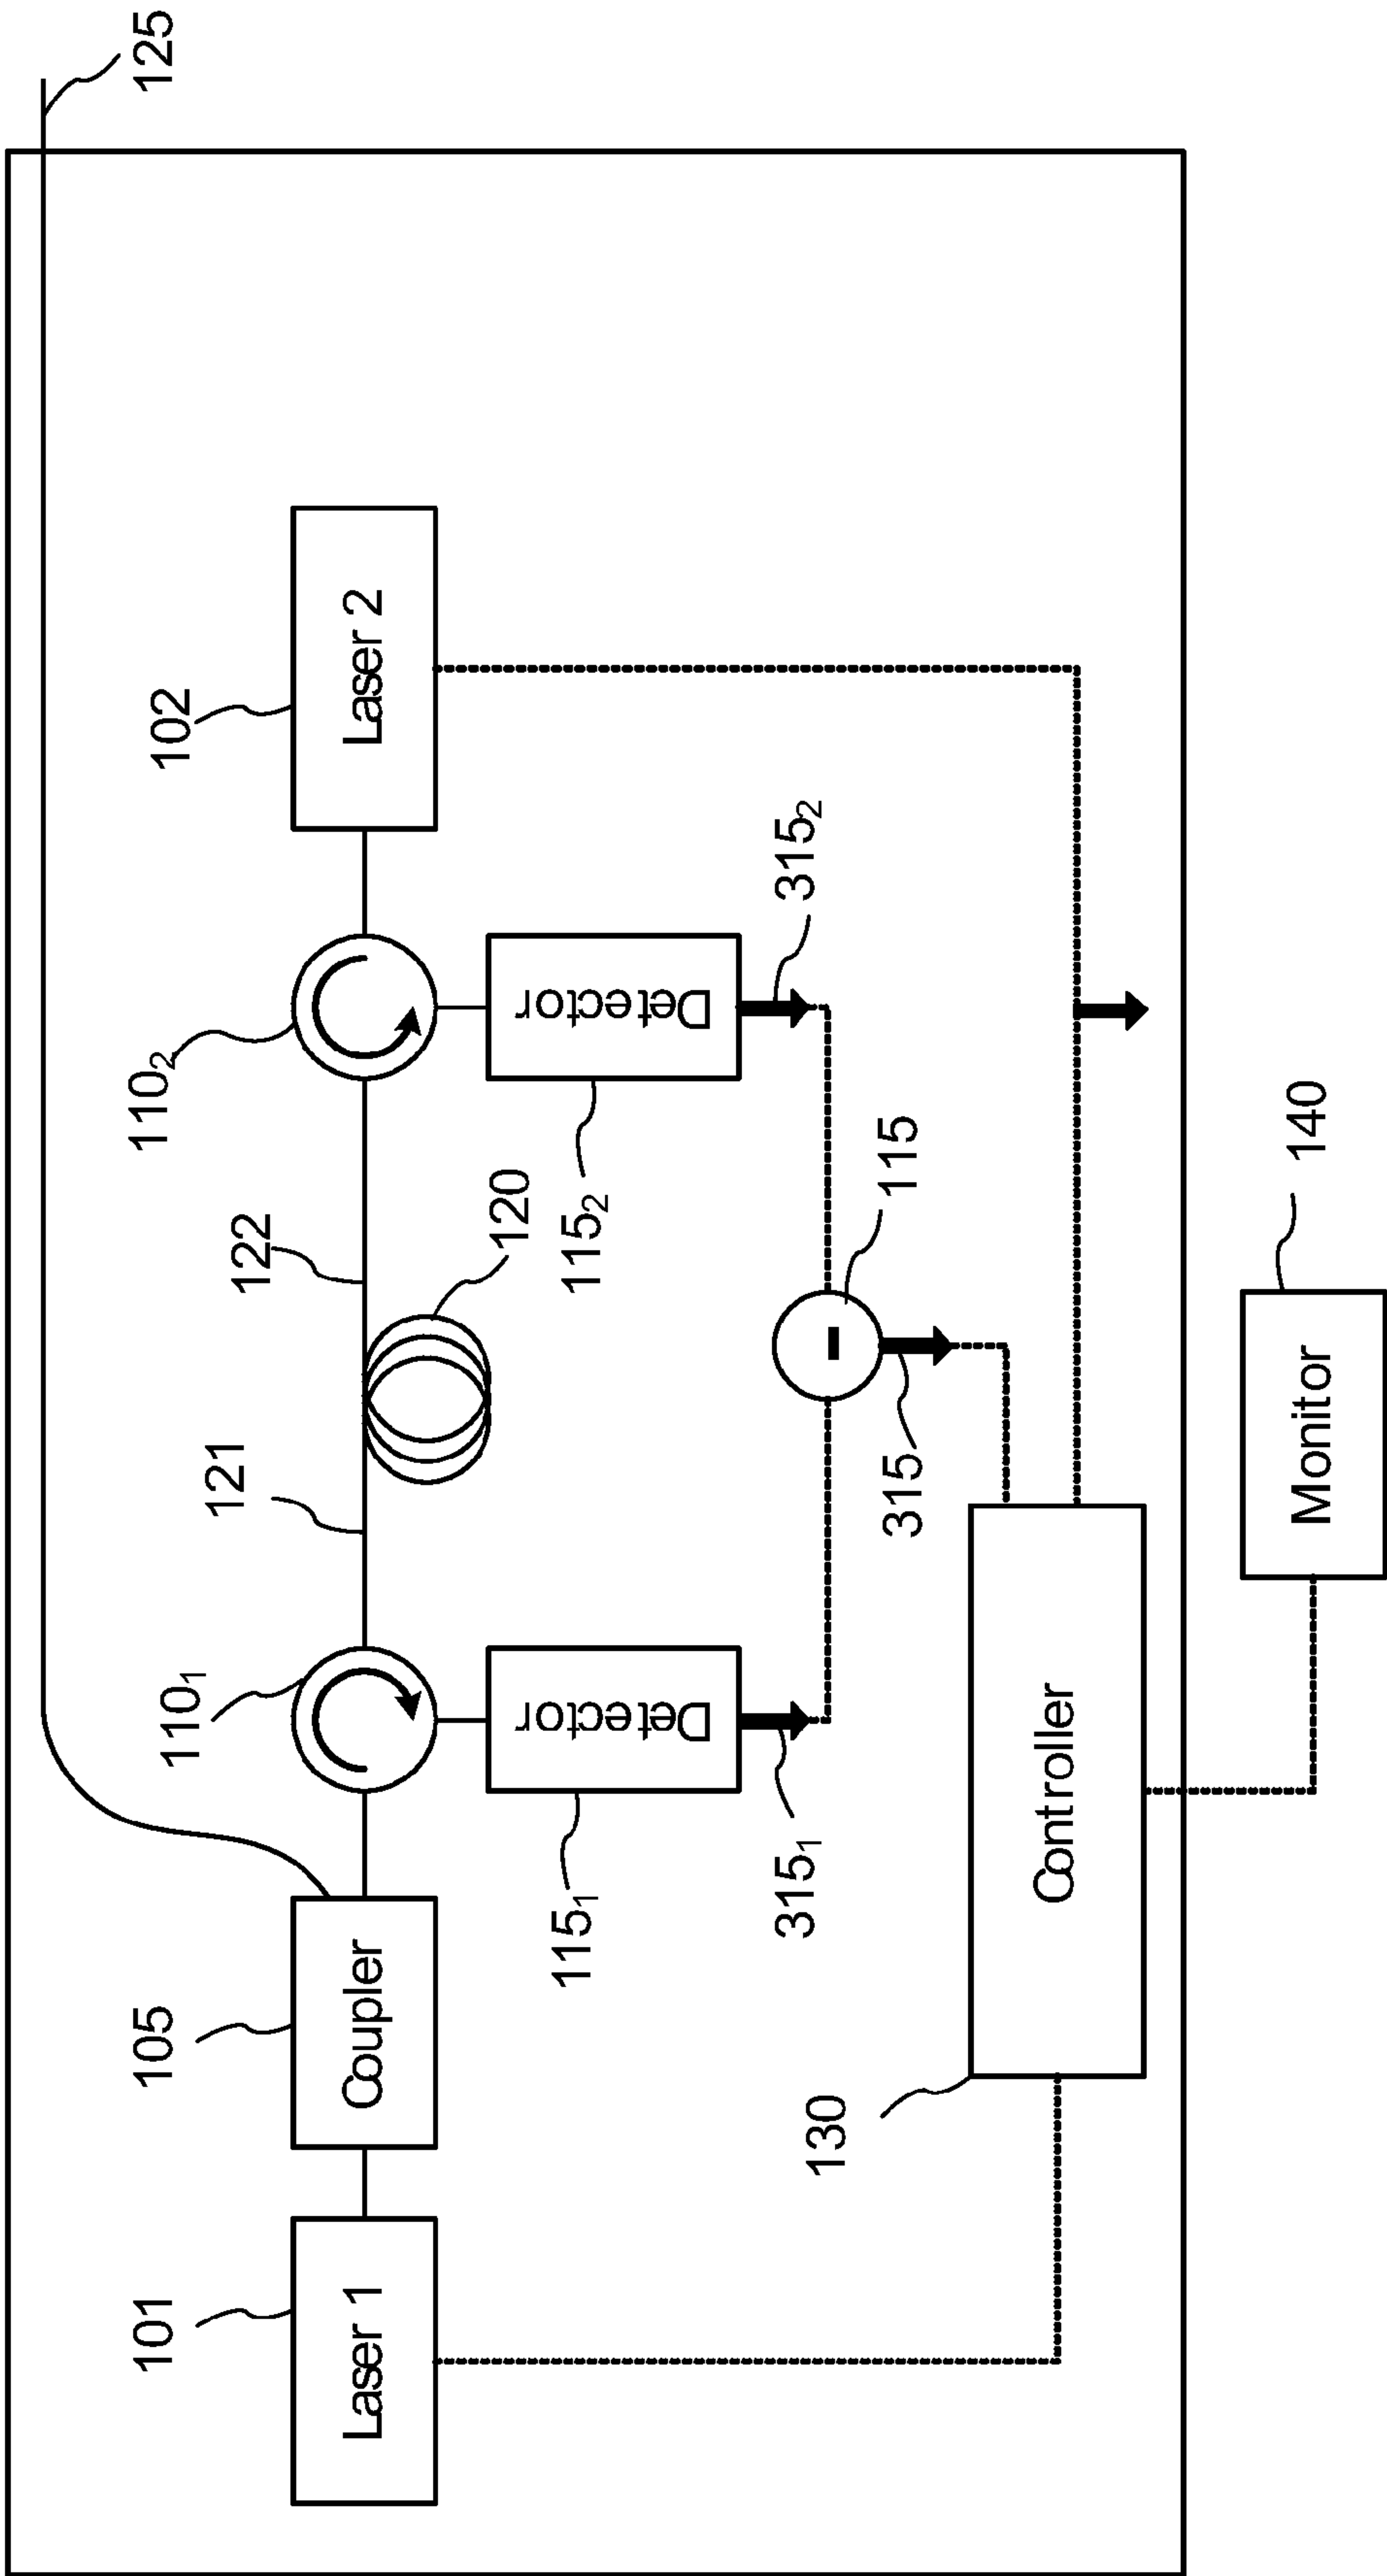 125
102
Laser 2
110₂
Detector
315₂
122
120
115₂
115
140
121
315
Monitor
110₁
Detector
115₁
315₁
Controller
105
Coupler
130
101
Laser 1